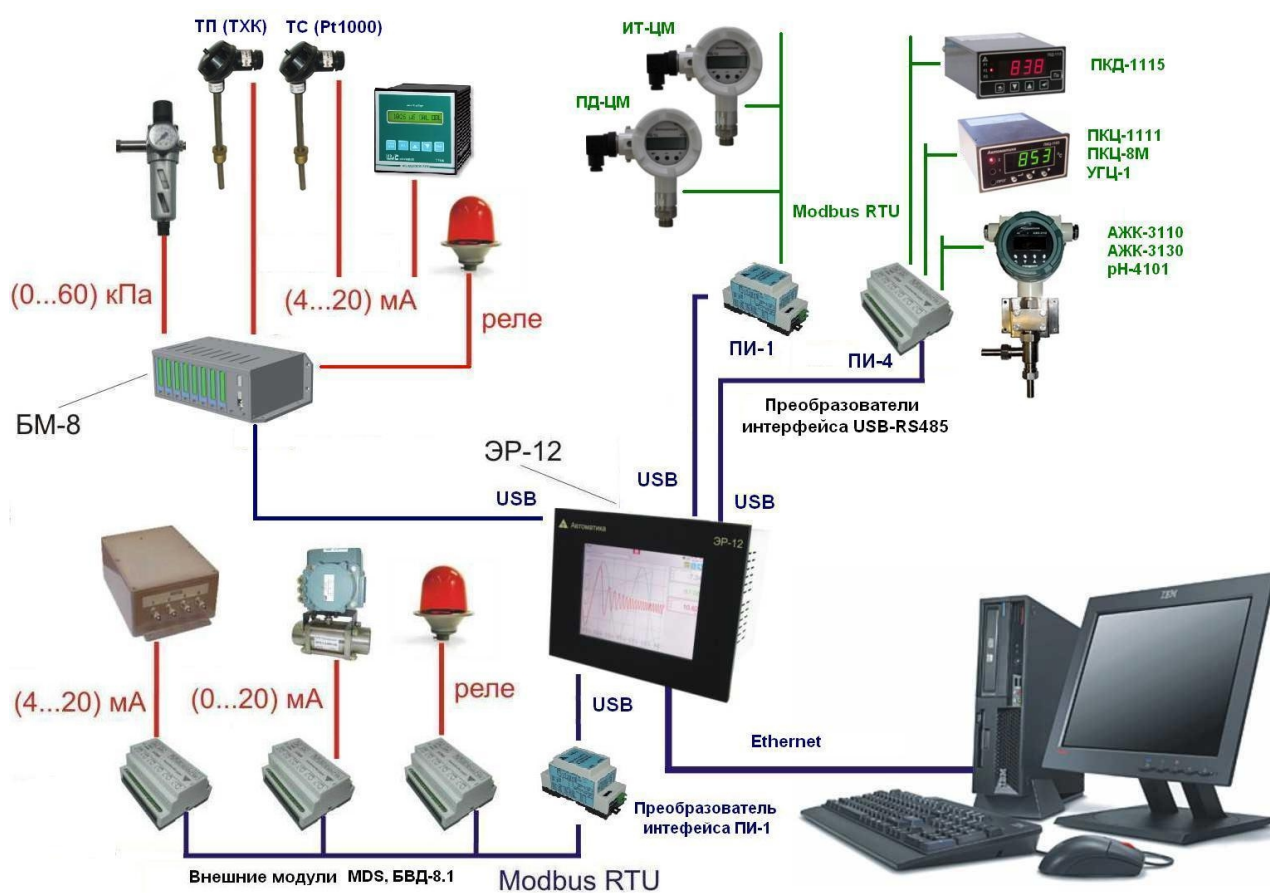 ТП (ТХК)
ТС (Pt1000)
ИТ-ЦМ
ПД-ЦМ
838
ПКД-1115
853
ПКЦ-1111
ПКЦ-8М
УГЦ-1
Modbus RTU
АЖК-3110
АЖК-3130
рН-4101
(0...60) кПа
(4...20) мА
реле
ПИ-1
ПИ-4
Преобразователи
интерфейса USB-RS485
БМ-8
ЭР-12
USB
USB
USB
Автоматика
ЭР-12
IBM
(4...20) мА
(0...20) мА
реле
USB
Ethernet
IBM
Преобразователь
интефейса ПИ-1
Внешние модули MDS, БВД-8.1
Modbus RTU